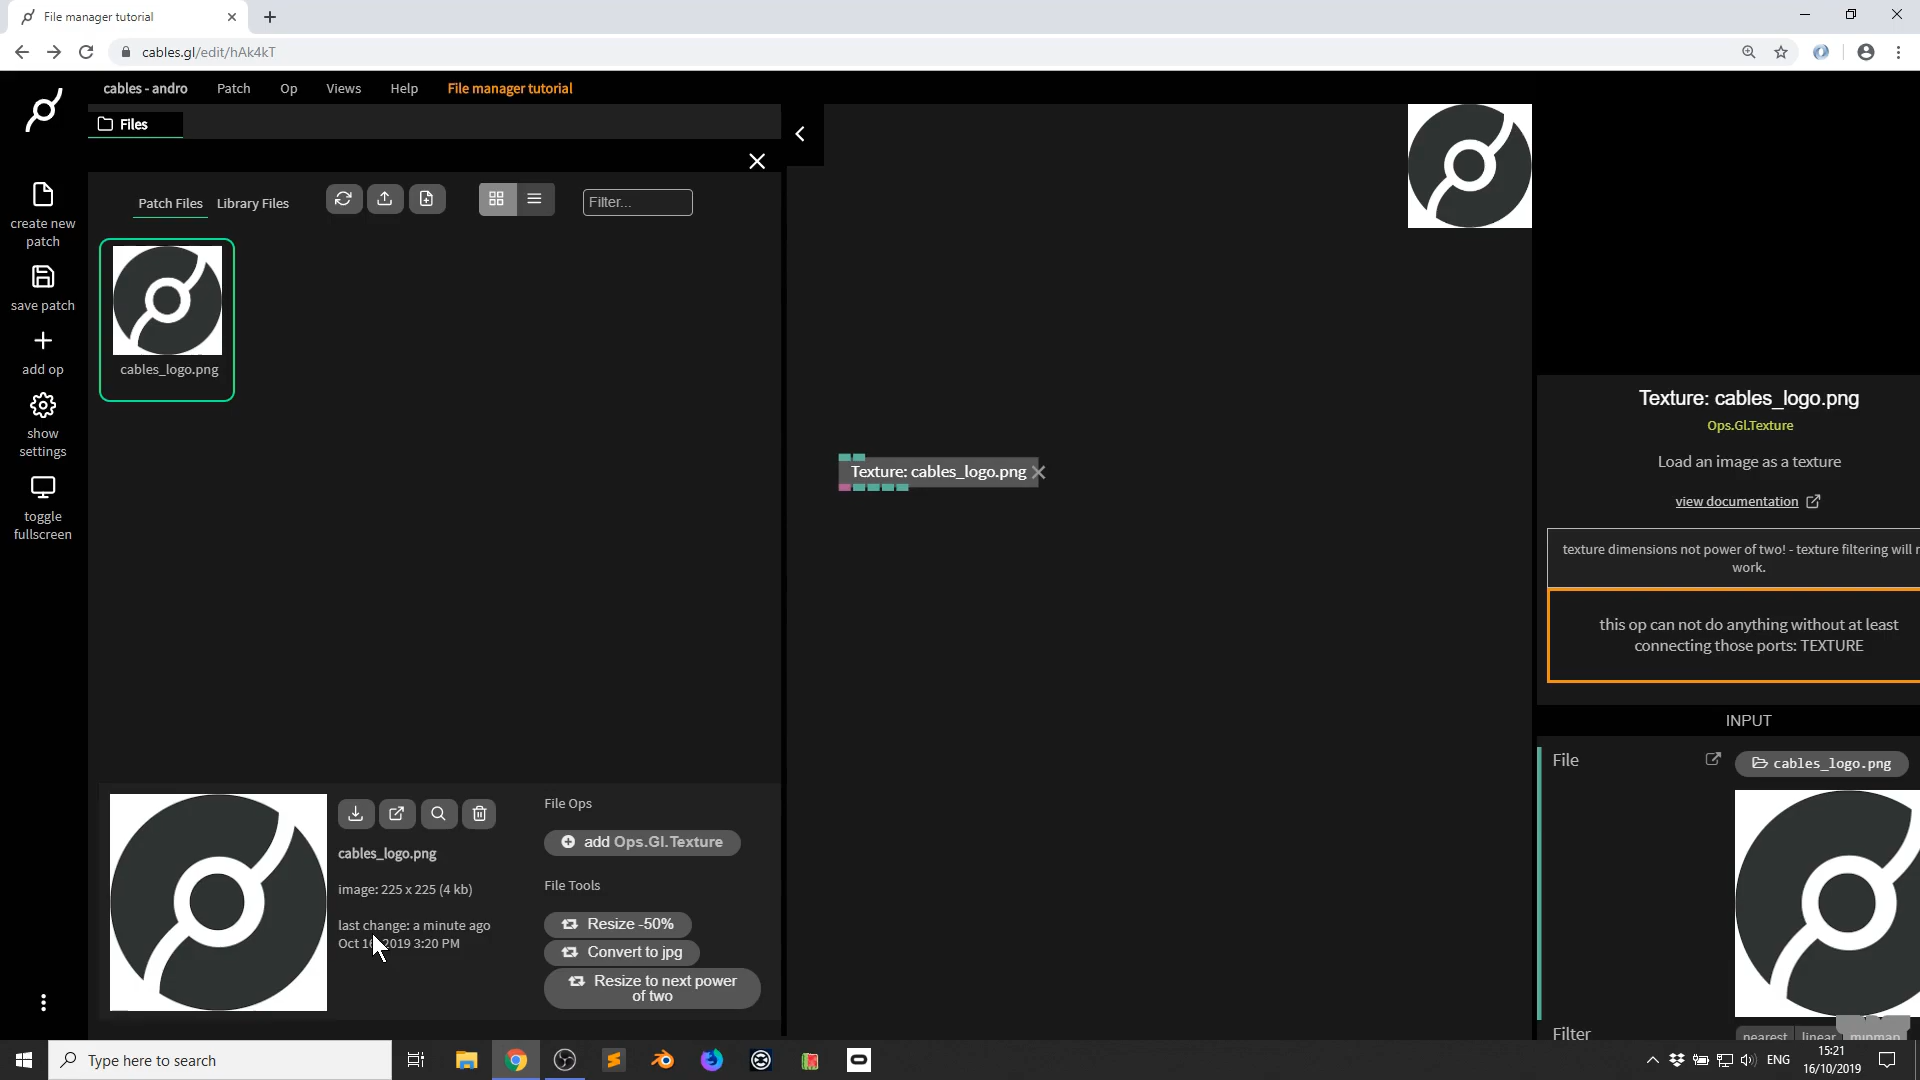 File manager tutorial
cables.gl/edit/hAk4kT
cables - andro Patch Op Views Help File manager tutorial
Files
create new
patch
save patch
add op
show
settings
toggle
fullscreen
Patch Files Library Files
Filter...
cables_logo.png
Texture: cables_logo.png
Texture: cables_logo.png
Ops.Gl.Texture
Load an image as a texture
view documentation
texture dimensions not power of two! - texture filtering will
work.
this op can not do anything without at least
connecting those ports: TEXTURE
INPUT
File
cables_logo.png
Filter
nearest linear mipmap
cables_logo.png
image: 225 x 225 (4 kb)
last change: a minute ago
Oct 16 2019 3:20 PM
File Ops
add Ops.Gl.Texture
File Tools
Resize -50%
Convert to jpg
Resize to next power
of two
Type here to search
ENG
15:21
16/10/2019